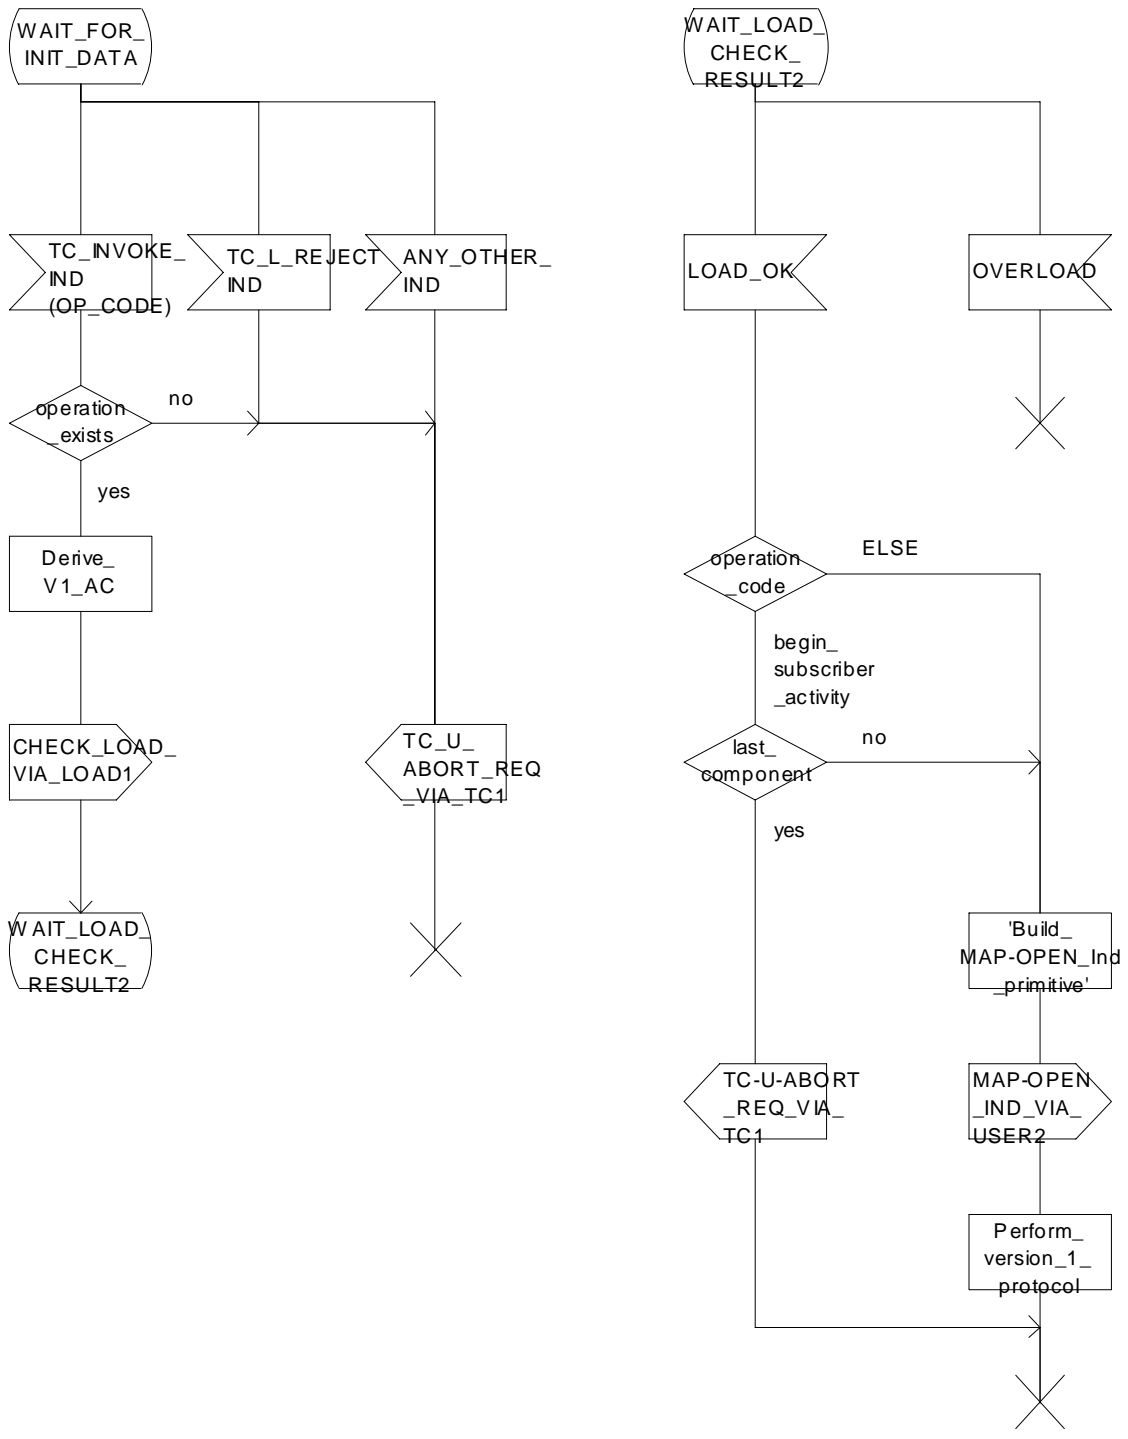 WAIT_FOR_
INIT_DATA
TC_INVOKE_
IND
(OP_CODE)
TC_L_REJECT
IND
ANY_OTHER_
IND
operation
_exists
no
yes
Derive_
V1_AC
CHECK_LOAD_
VIA_LOAD1
TC_U_
ABORT_REQ
_VIA_TC1
WAIT_LOAD_
CHECK_
RESULT2
WAIT_LOAD_
CHECK_
RESULT2
LOAD_OK
OVERLOAD
operation
_code
ELSE
begin_
subscriber
_activity
last_
component
no
yes
'Build_
MAP-OPEN_Ind
_primitive'
TC-U-ABORT
_REQ_VIA_
TC1
MAP-OPEN
_IND_VIA_
USER2
Perform_
version_1_
protocol